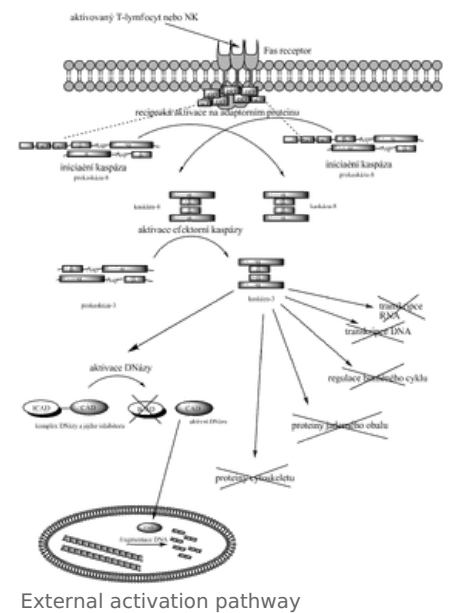 aktivovaný T-lymfocyt nebo NK
Fas receptor
reciproká aktivace na adaptorním proteinu
iniciační kaspáza
prokaspáza-8
iniciační kaspáza
prokaspáza-8
kaspáza-8
kaspáza-8
aktivace efektorní kaspázy
prokaspáza-3
kaspáza-3
transkripce
RNA
transkripce DNA
aktivace DNázy
regulace buněčného cyklu
ICAD
CAD
ICAD
CAD
komplex DNázy a jejího inhibitoru
aktivní DNáza
proteiny jaderného obalu
proteiny cytoskeletu
fragmentace DNA
External activation pathway